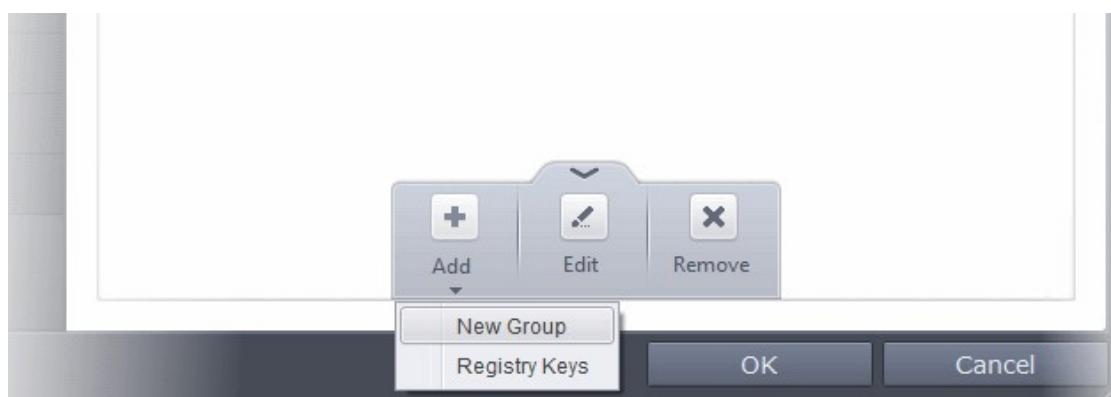 Add
Edit
Remove
New Group
Registry Keys
OK
Cancel